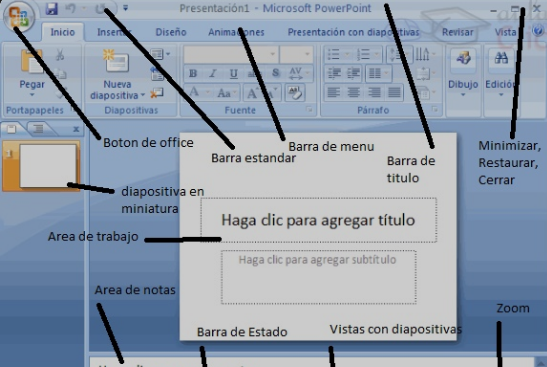 Presentación1 - Microsoft PowerPoint
Inicio Insertar Diseño Animaciones Presentación con diapositivas Revisar Vista
Pegar
Nueva diapositiva
N K S
Dibujo Edición
Portapapeles Diapositivas Fuente Párrafo
Boton de office
Barra estandar
Barra de menu
Barra de titulo
Minimizar,
Restaurar,
Cerrar
diapositiva en
miniatura
Haga clic para agregar título
Area de trabajo
Haga clic para agregar subtítulo
Area de notas
Barra de Estado
Vistas con diapositivas
Zoom